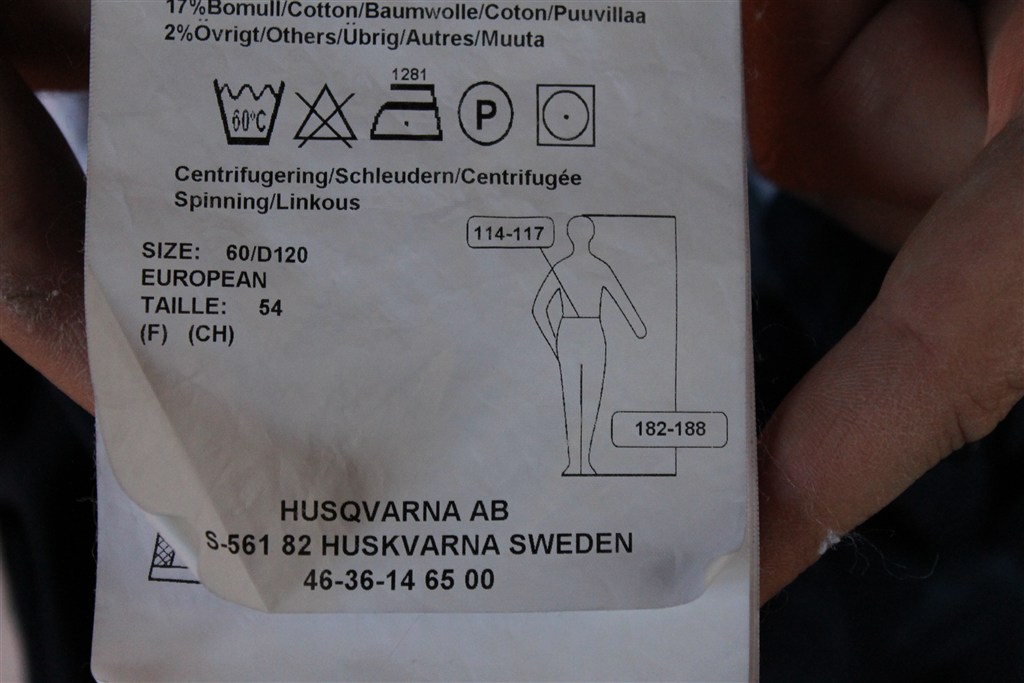 17%Bomull/Cotton/Baumwolle/Coton/Puuvillaa
2%Övrigt/Others/Übrig/Autres/Muuta
1281
60°C
P
Centrifugering/Schleudern/Centrifugée
Spinning/Linkous
114-117
SIZE: 60/D120
EUROPEAN
TAILLE: 54
(F) (CH)
182-188
HUSQVARNA AB
S-561 82 HUSKVARNA SWEDEN
46-36-14 65 00